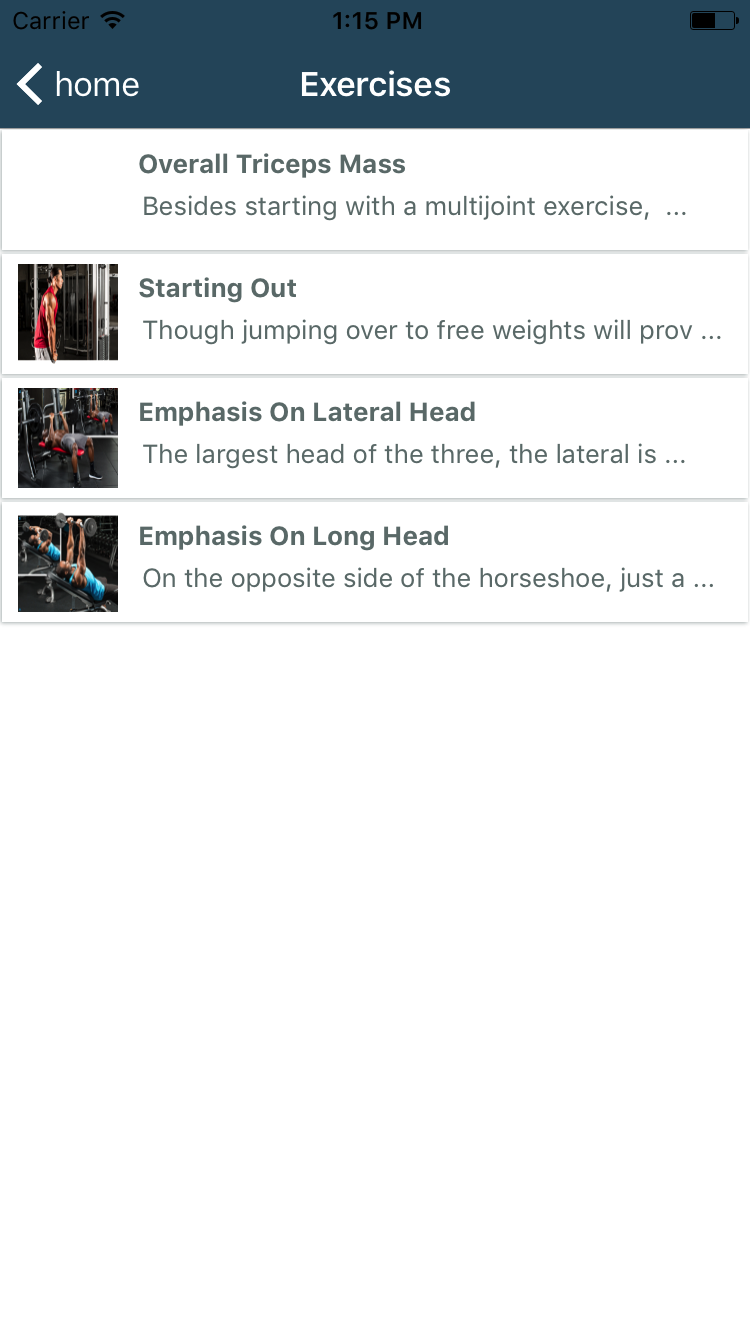 Carrier 1:15 PM
home Exercises
Overall Triceps Mass
Besides starting with a multijoint exercise,  ...
Starting Out
Though jumping over to free weights will prov ...
Emphasis On Lateral Head
The largest head of the three, the lateral is ...
Emphasis On Long Head
On the opposite side of the horseshoe, just a ...